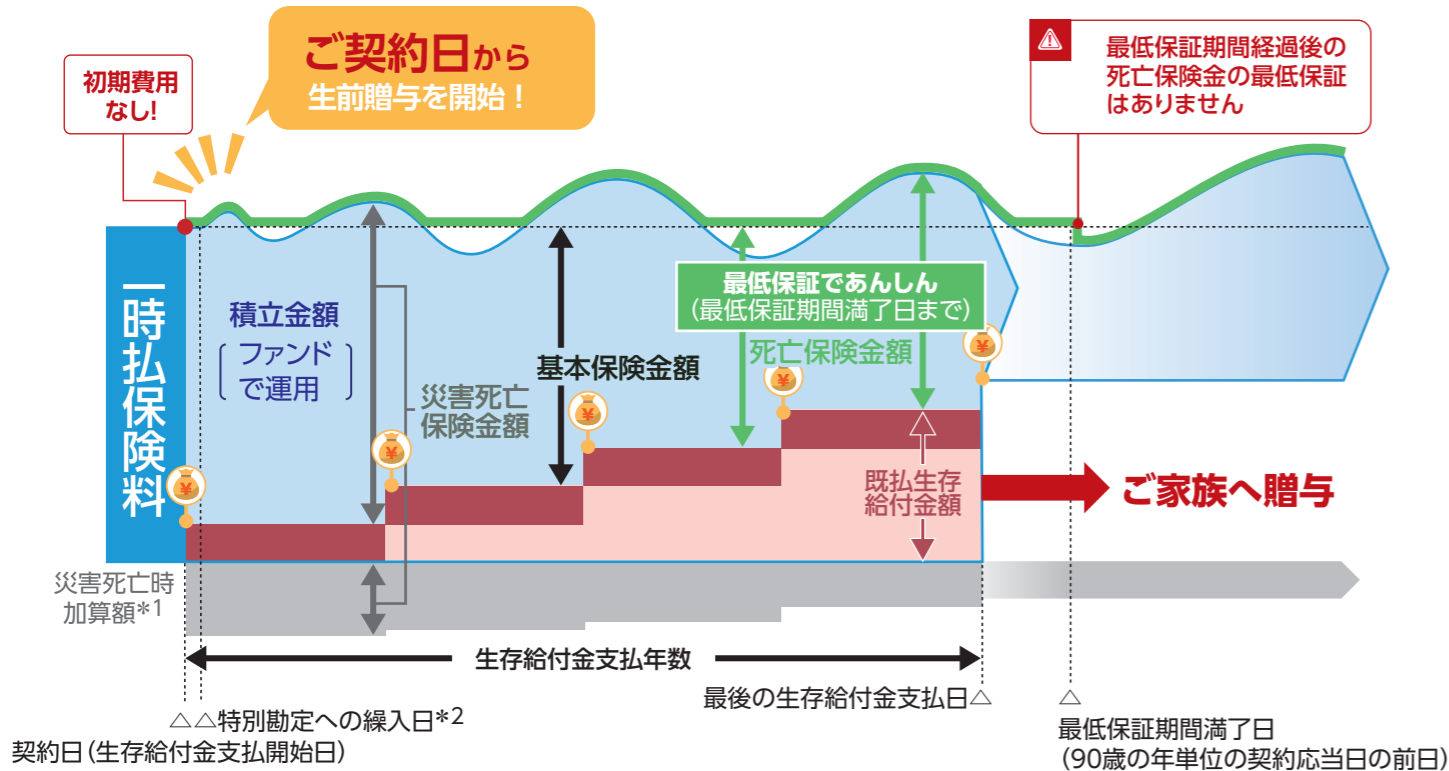 初期費用
なし!
ご契約日から
生前贈与を開始！
最低保証期間経過後の
死亡保険金の最低保証
はありません
一時払保険料
積立金額
ファンド
で運用
災害死亡
保険金額
基本保険金額
最低保証であんしん
(最低保証期間満了日まで)
死亡保険金額
既払生存
給付金額
¥
¥
¥
¥
¥
ご家族へ贈与
災害死亡時
加算額*1
生存給付金支払年数
△△特別勘定への繰入日*2
契約日(生存給付金支払開始日)
最後の生存給付金支払日△
△
最低保証期間満了日
(90歳の年単位の契約応当日の前日)